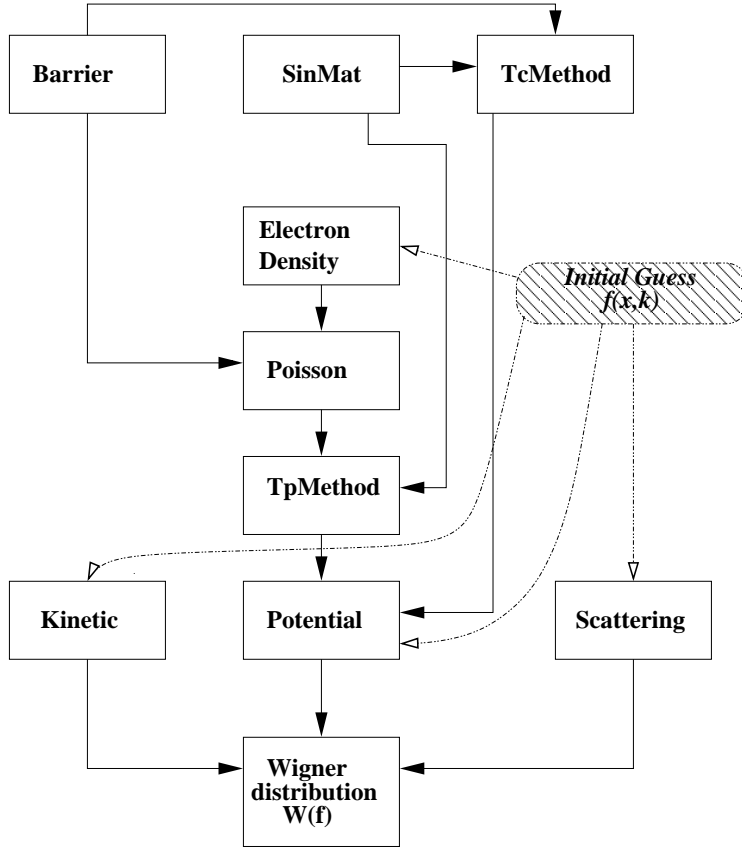 Barrier
SinMat
TcMethod
Electron
Density
Initial Guess
f(x,k)
Poisson
TpMethod
Kinetic
Potential
Scattering
Wigner
distribution
W(f)